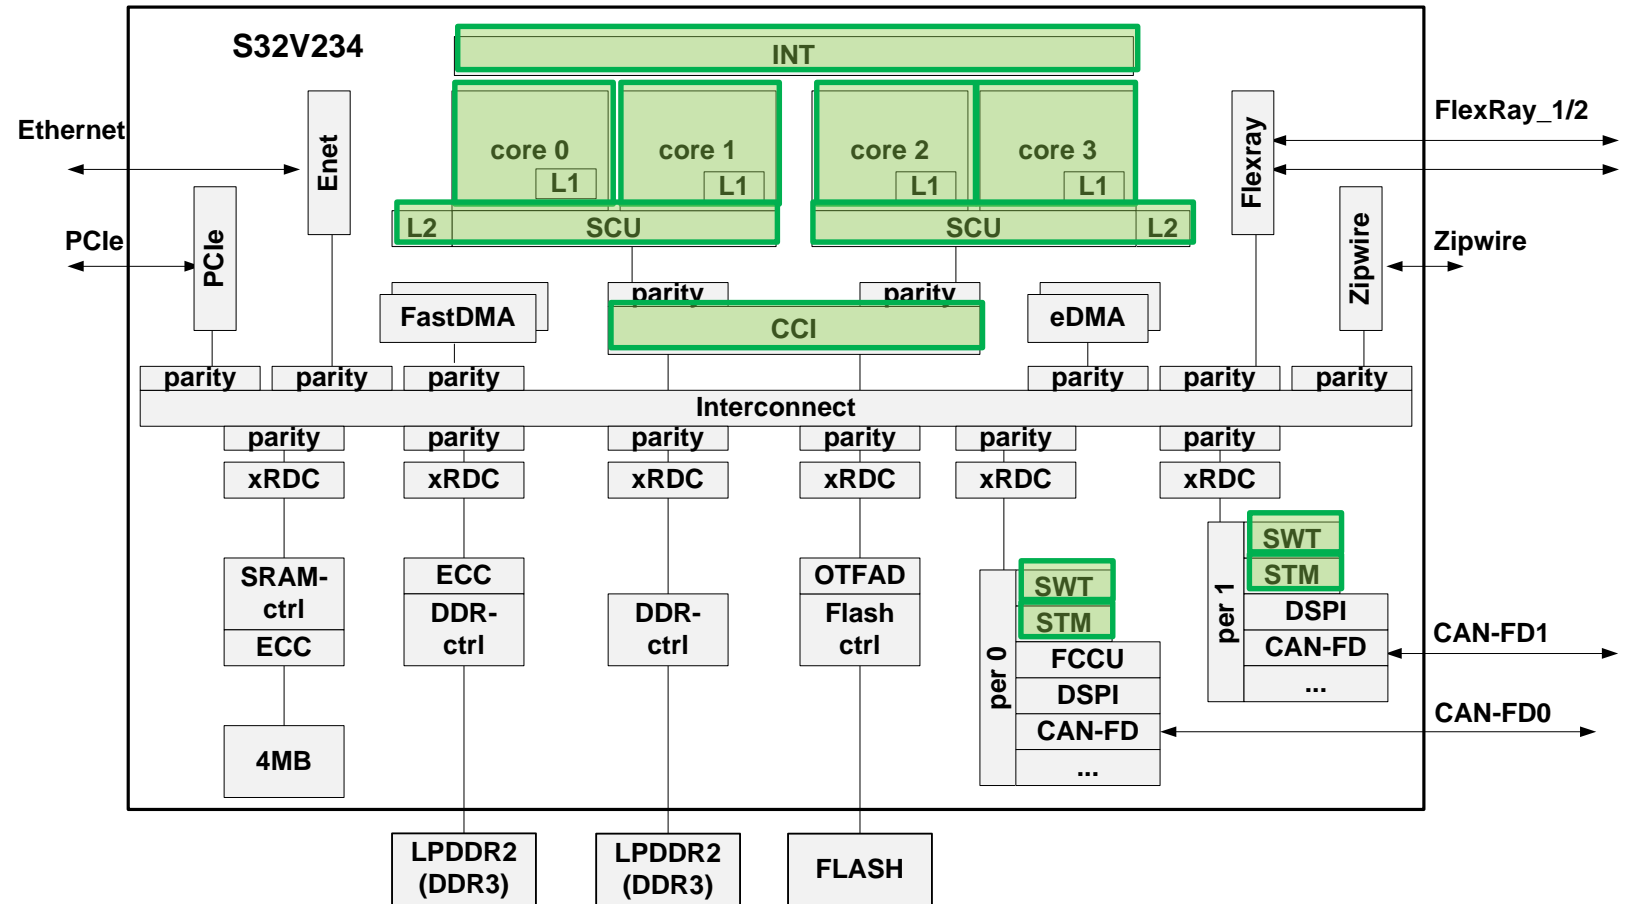 S32V234
INT
Ethernet
Enet
core 0
L1
core 1
L1
core 2
L1
core 3
L1
Flexray
FlexRay_1/2
PCIe
PCIe
L2
SCU
SCU
L2
Zipwire
Zipwire
FastDMA
parity
parity
CCI
eDMA
parity
parity
parity
parity
parity
parity
Interconnect
parity
parity
parity
parity
parity
parity
xRDC
xRDC
xRDC
xRDC
xRDC
xRDC
SRAM-
ctrl
ECC
4MB
ECC
DDR-
ctrl
DDR-
ctrl
OTFAD
Flash
ctrl
per 0
SWT
STM
FCCU
DSPI
CAN-FD
...
per 1
SWT
STM
DSPI
CAN-FD
...
CAN-FD1
CAN-FD0
LPDDR2
(DDR3)
LPDDR2
(DDR3)
FLASH